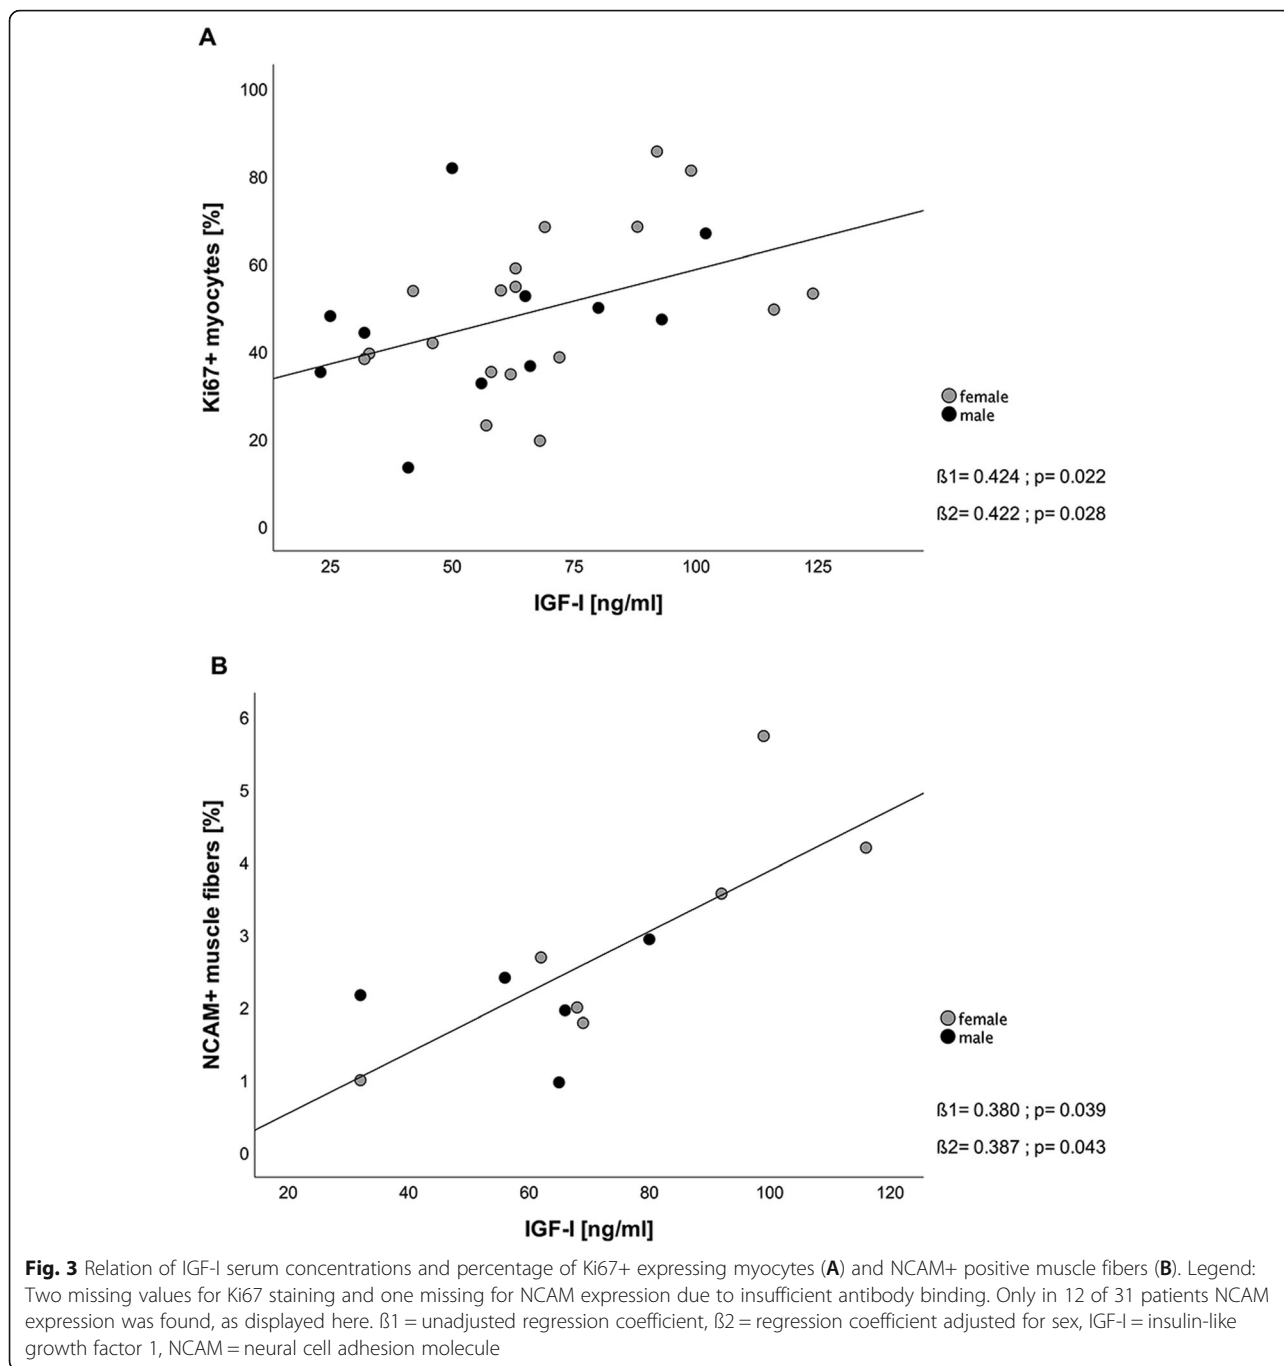 A
100
80
60
40
20
0
Ki67+ myocytes [%]
25 50 75 100 125
IGF-I [ng/ml]
female
male
ß1= 0.424 ; p= 0.022
ß2= 0.422 ; p= 0.028
B
6
5
4
3
2
1
0
NCAM+ muscle fibers [%]
20 40 60 80 100 120
IGF-I [ng/ml]
female
male
ß1= 0.380 ; p= 0.039
ß2= 0.387 ; p= 0.043
Fig. 3 Relation of IGF-I serum concentrations and percentage of Ki67+ expressing myocytes (A) and NCAM+ positive muscle fibers (B). Legend:
Two missing values for Ki67 staining and one missing for NCAM expression due to insufficient antibody binding. Only in 12 of 31 patients NCAM
expression was found, as displayed here. ß1 = unadjusted regression coefficient, ß2 = regression coefficient adjusted for sex, IGF-I = insulin-like
growth factor 1, NCAM = neural cell adhesion molecule